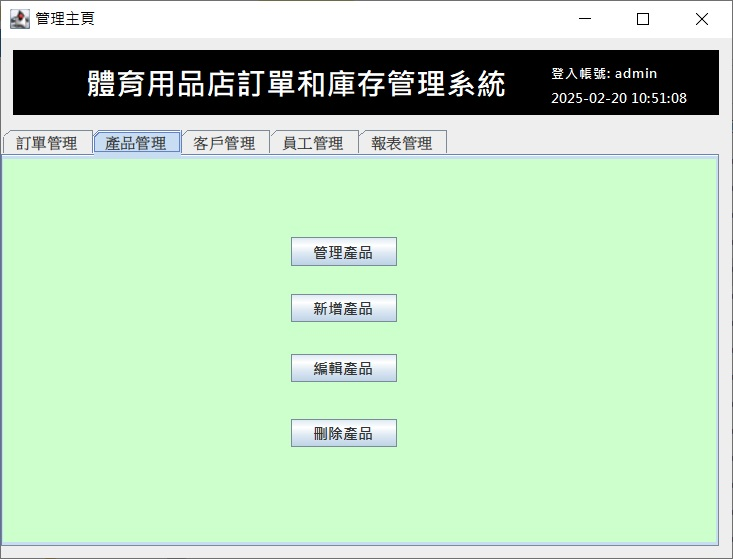 管理主頁
體育用品店訂單和庫存管理系統
登入帳號: admin
2025-02-20 10:51:08
訂單管理 產品管理 客戶管理 員工管理 報表管理
管理產品
新增產品
編輯產品
刪除產品